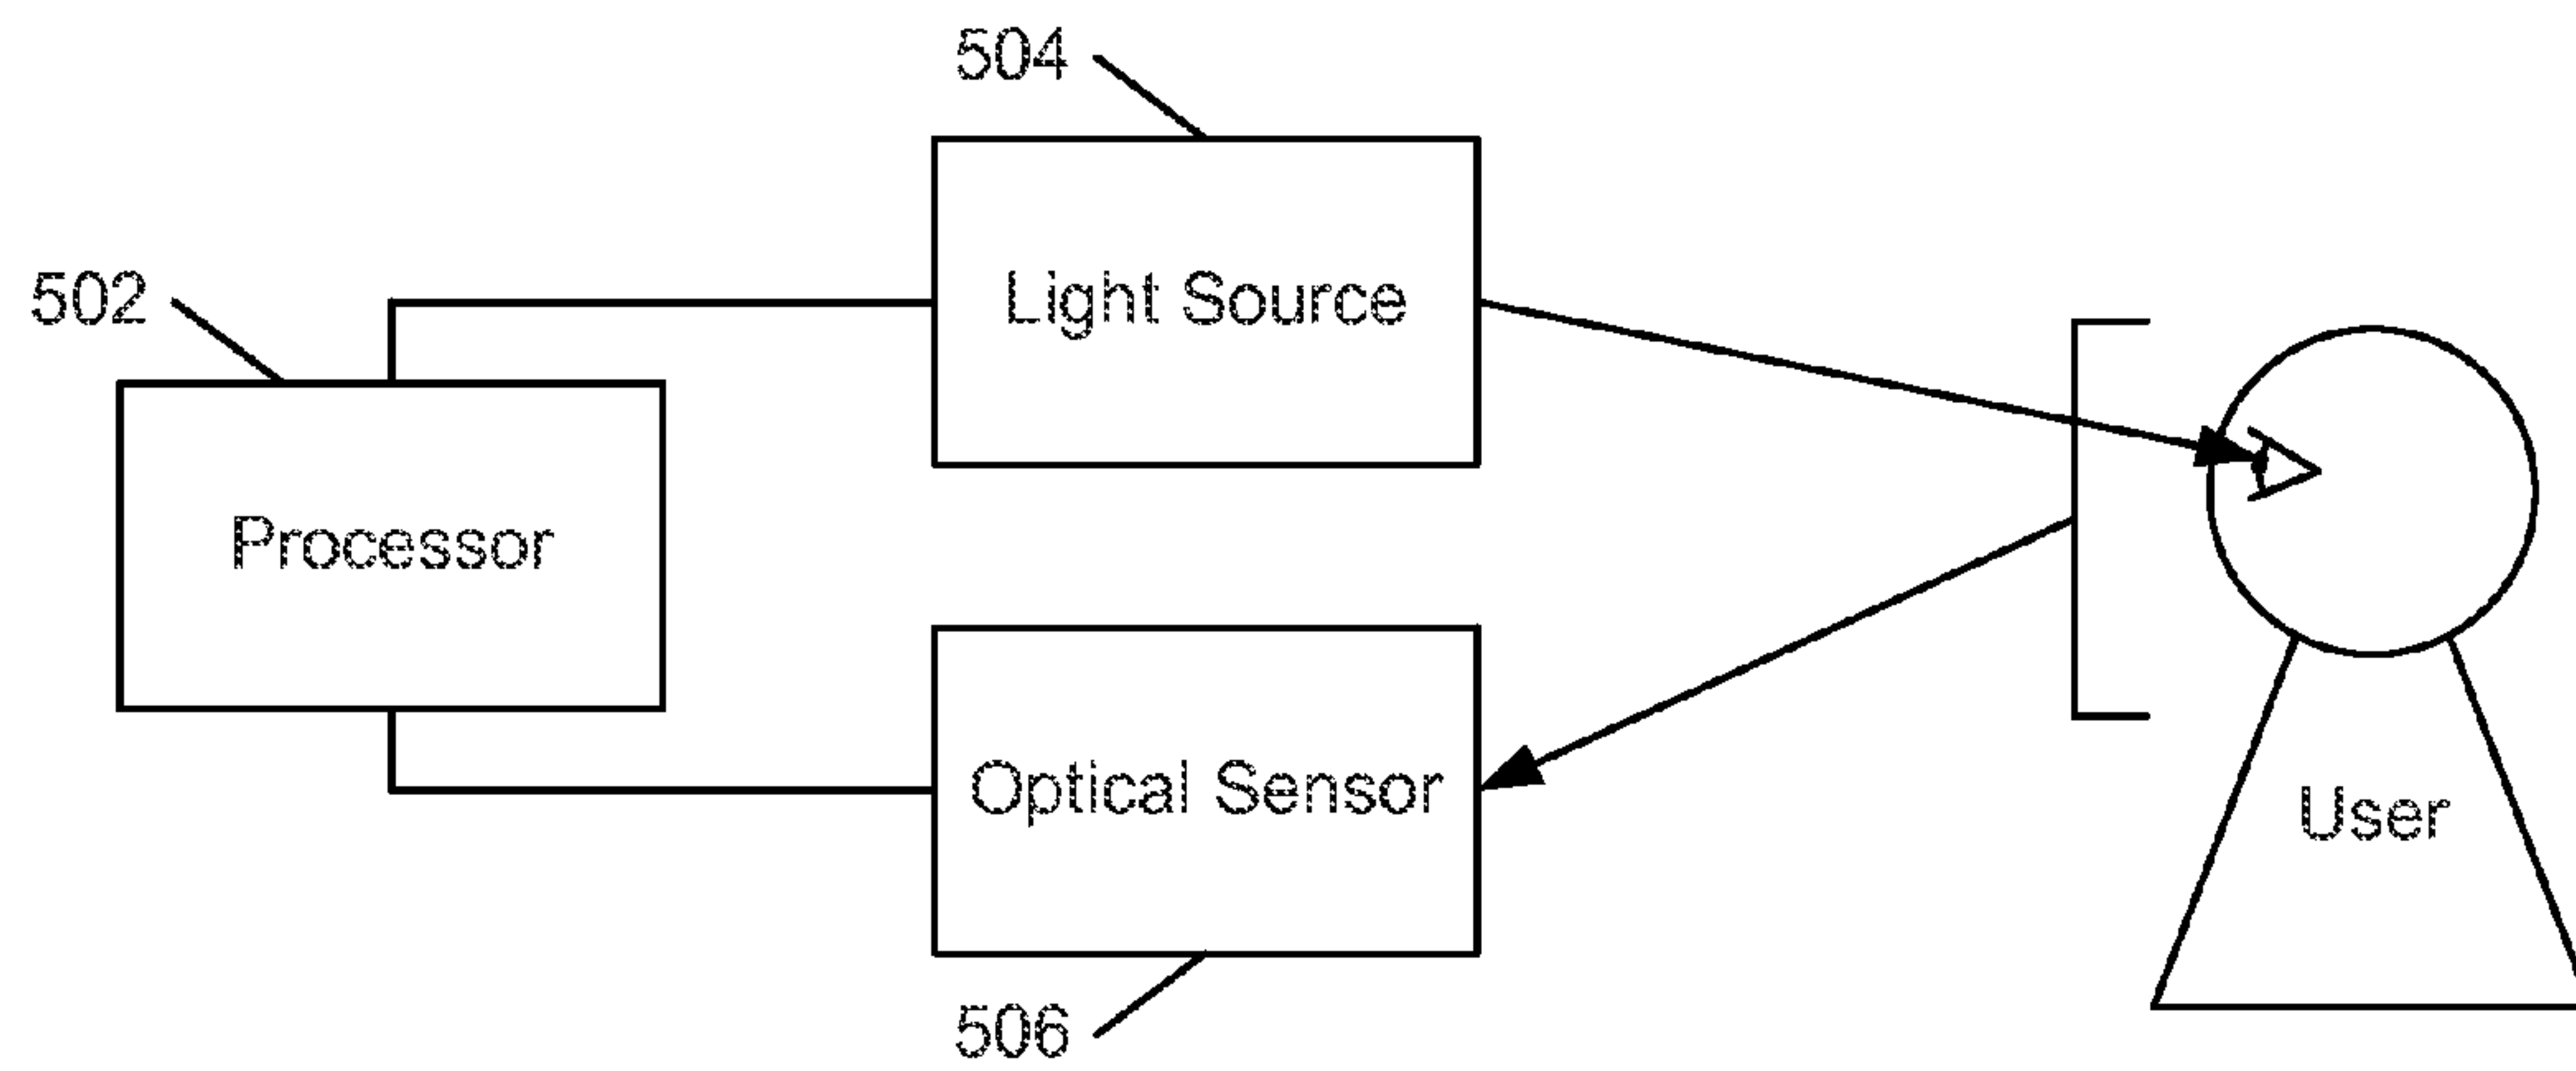 504
502
Light Source
Processor
Optical Sensor
User
506